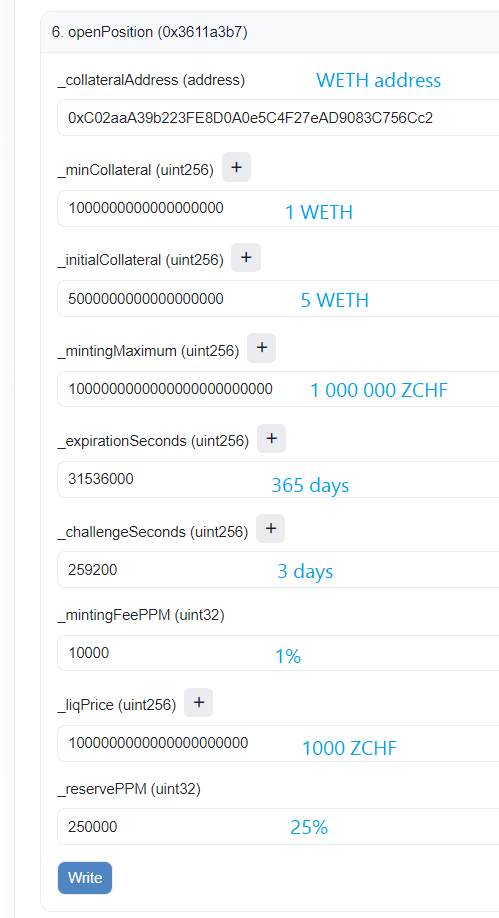 6. openPosition (0x3611a3b7)
_collateralAddress (address) WETH address
0xC02aaA39b223FE8D0A0e5C4F27eAD9083C756Cc2
_minCollateral (uint256) +
1000000000000000000 1 WETH
_initialCollateral (uint256) +
5000000000000000000 5 WETH
_mintingMaximum (uint256) +
1000000000000000000000000 1 000 000 ZCHF
_expirationSeconds (uint256) +
31536000 365 days
_challengeSeconds (uint256) +
259200 3 days
_mintingFeePPM (uint32)
10000 1%
_liqPrice (uint256) +
1000000000000000000000 1000 ZCHF
_reservePPM (uint32)
250000 25%
Write